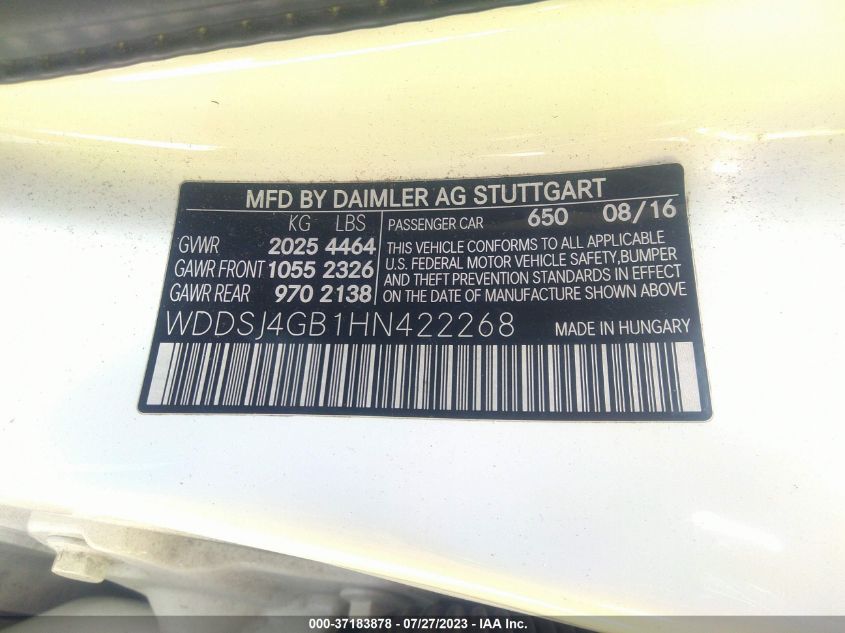 MFD BY DAIMLER AG STUTTGART
KG LBS
GVWR 2025 4464
GAWR FRONT 1055 2326
GAWR REAR 970 2138
PASSENGER CAR 650 08/16
THIS VEHICLE CONFORMS TO ALL APPLICABLE
U.S. FEDERAL MOTOR VEHICLE SAFETY,BUMPER
AND THEFT PREVENTION STANDARDS IN EFFECT
ON THE DATE OF MANUFACTURE SHOWN ABOVE
WDDSJ4GB1HN422268 MADE IN HUNGARY
000-37183878 - 07/27/2023 - IAA Inc.